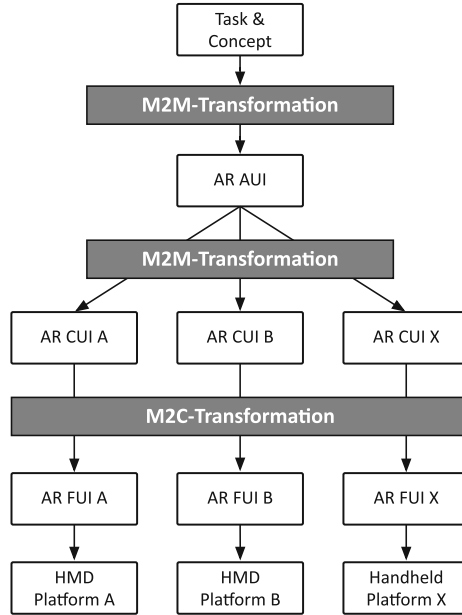 Task &
Concept
M2M-Transformation
AR AUI
M2M-Transformation
AR CUI A
AR CUI B
AR CUI X
M2C-Transformation
AR FUI A
AR FUI B
AR FUI X
HMD
Platform A
HMD
Platform B
Handheld
Platform X